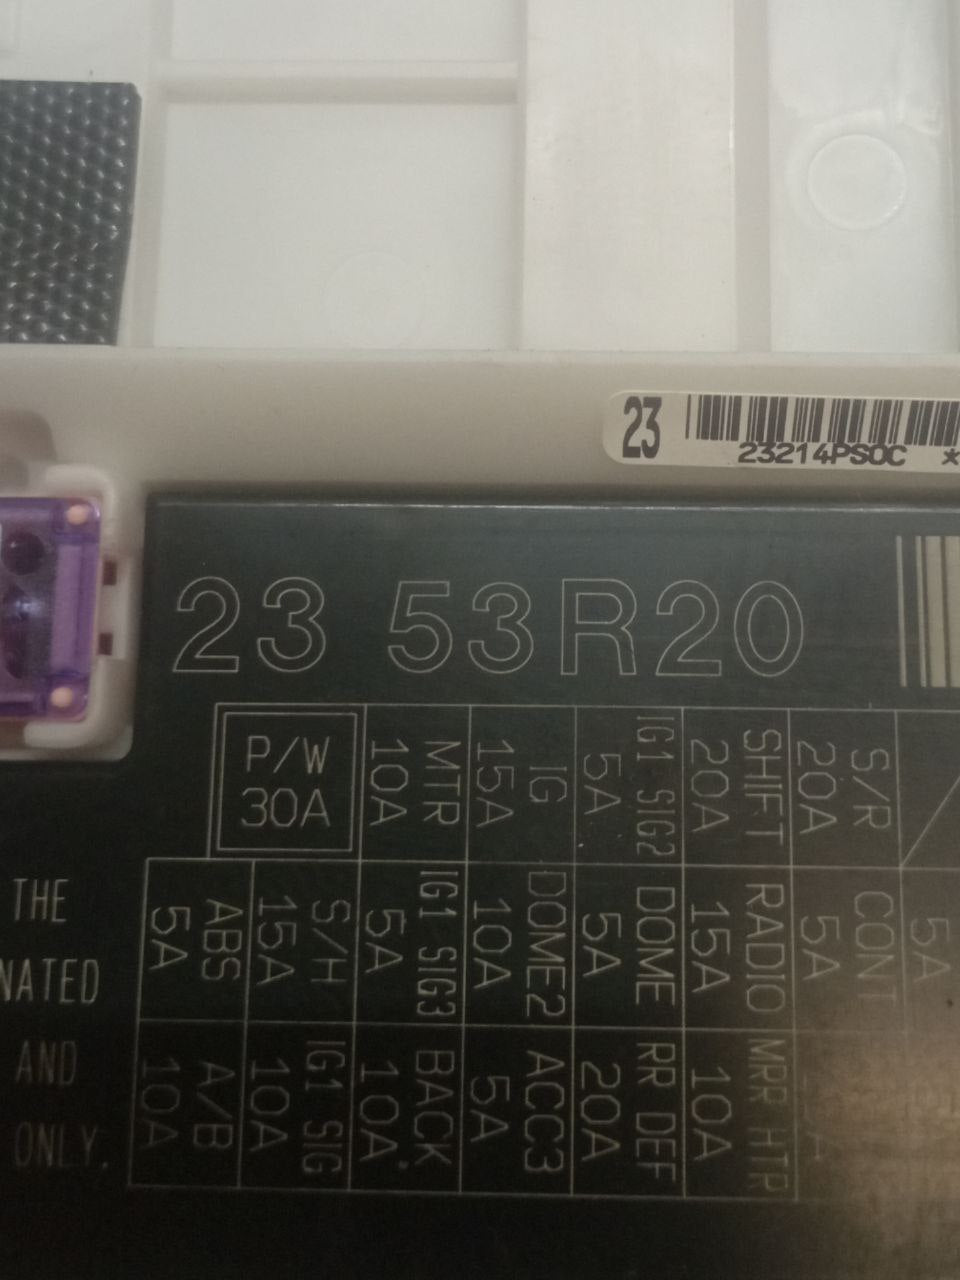 23
23214PS0C *
23 53R20
P/W
30A
MTR
10A
IG
15A
IG1 SIG2
5A
SHIFT
20A
S/R
20A
ABS
5A
S/H
15A
IG1 SIG3
5A
DOME2
10A
DOME
5A
RADIO
15A
CONT
5A
5A
A/B
10A
IG1 SIG
10A
BACK
10A
ACC3
5A
RR DEF
20A
MRR HTR
10A
THE
NATED
AND
ONLY.